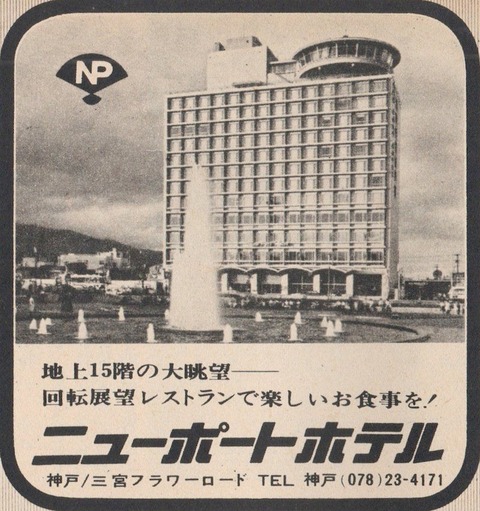 NP
地上15階の大眺望――
回転展望レストランで楽しいお食事を!
ニューポートホテル
神戸/三宮フラワーロード TEL 神戸(078)23-4171